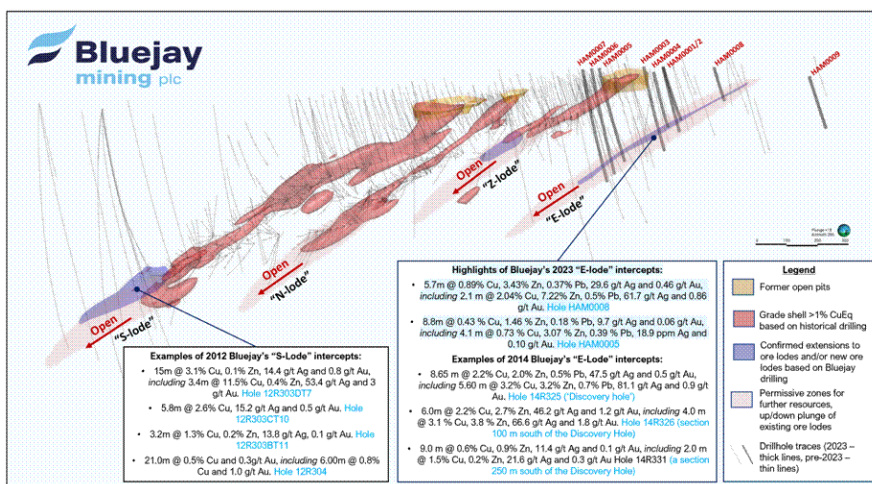 Bluejay
mining plc
HAM0007
HAM0006
HAM0005
HAM0003
HAM0004
HAM0001/2
HAM0008
HAM0009
Open
"Z-lode"
Open
"E-lode"
Open
"N-lode"
Open
"S-lode"
Examples of 2012 Bluejay's "S-Lode" intercepts:
• 15m @ 3.1% Cu, 0.1% Zn, 14.4 g/t Ag and 0.8 g/t Au,
including 3.4m @ 11.5% Cu, 0.4% Zn, 53.4 g/t Ag and 3
g/t Au. Hole 12R303DT7
• 5.8m @ 2.6% Cu, 15.2 g/t Ag and 0.5 g/t Au. Hole
12R303CT10
• 3.2m @ 1.3% Cu, 0.2% Zn, 13.8 g/t Ag, 0.1 g/t Au. Hole
12R303BT11
• 21.0m @ 0.5% Cu and 0.3g/t Au, including 6.00m @ 0.8%
Cu and 1.0 g/t Au. Hole 12R304
Highlights of Bluejay's 2023 "E-lode" intercepts:
• 5.7m @ 0.89% Cu, 3.43% Zn, 0.37% Pb, 29.6 g/t Ag and 0.46 g/t Au,
including 2.1 m @ 2.04% Cu, 7.22% Zn, 0.5% Pb, 61.7 g/t Ag and 0.86
g/t Au. Hole HAM0008
• 8.8m @ 0.43 % Cu, 1.46 % Zn, 0.18 % Pb, 9.7 g/t Ag and 0.06 g/t Au,
including 4.1 m @ 0.73 % Cu, 3.07 % Zn, 0.39 % Pb, 18.9 ppm Ag and
0.10 g/t Au. Hole HAM0005
Examples of 2014 Bluejay's "E-Lode" intercepts:
• 8.65 m @ 2.2% Cu, 2.0% Zn, 0.5% Pb, 47.5 g/t Ag and 0.5 g/t Au,
including 5.60 m @ 3.2% Cu, 3.2% Zn, 0.7% Pb, 81.1 g/t Ag and 0.9 g/t
Au. Hole 14R325 ('Discovery hole')
• 6.0m @ 2.2% Cu, 2.7% Zn, 46.2 g/t Ag and 1.2 g/t Au, including 4.0 m
@ 3.1 % Cu, 3.8 % Zn, 66.6 g/t Ag and 1.8 g/t Au. Hole 14R326 (section
100 m south of the Discovery Hole)
• 9.0 m @ 0.6% Cu, 0.9% Zn, 11.4 g/t Ag and 0.1 g/t Au, including 2.0 m
@ 1.5% Cu, 0.2% Zn, 21.6 g/t Ag and 0.3 g/t Au Hole 14R331 (a section
250 m south of the Discovery Hole)
Legend
Former open pits
Grade shell >1% CuEq
based on historical drilling
Confirmed extensions to
ore lodes and/or new ore
lodes based on Bluejay
drilling
Permissive zones for
further resources,
up/down plunge of
existing ore lodes
Drillhole traces (2023 –
thick lines, pre-2023 –
thin lines)